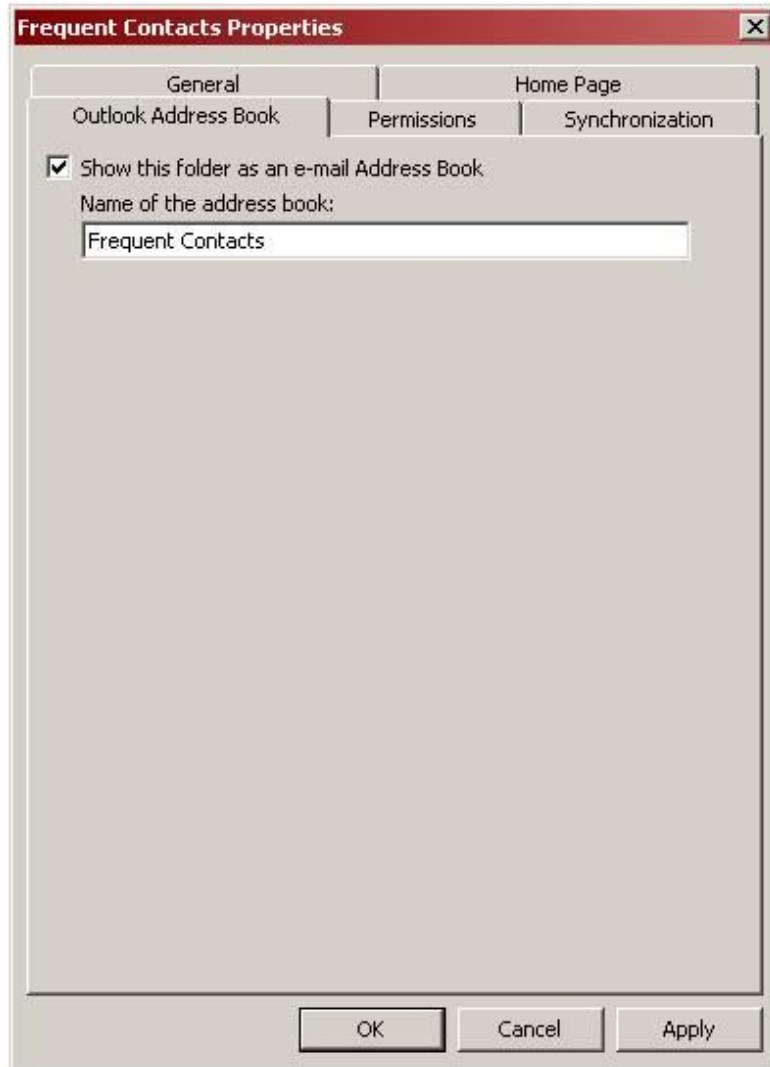 Frequent Contacts Properties
General Home Page
Outlook Address Book Permissions Synchronization
Show this folder as an e-mail Address Book
Name of the address book:
Frequent Contacts
OK Cancel Apply